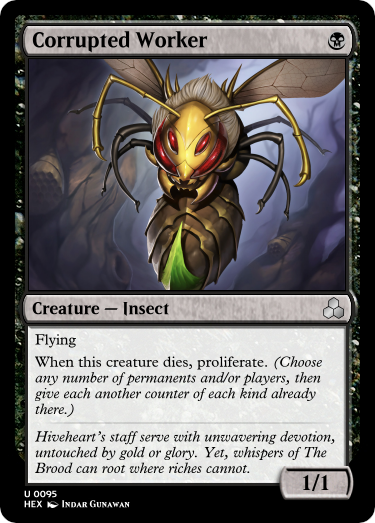 Corrupted Worker
Creature — Insect
Flying
When this creature dies, proliferate. (Choose
any number of permanents and/or players, then
give each another counter of each kind already
there.)
Hiveheart's staff serve with unwavering devotion,
untouched by gold or glory. Yet, whispers of The
Brood can root where riches cannot.
1/1
U 0095
HEX INDAR GUNAWAN